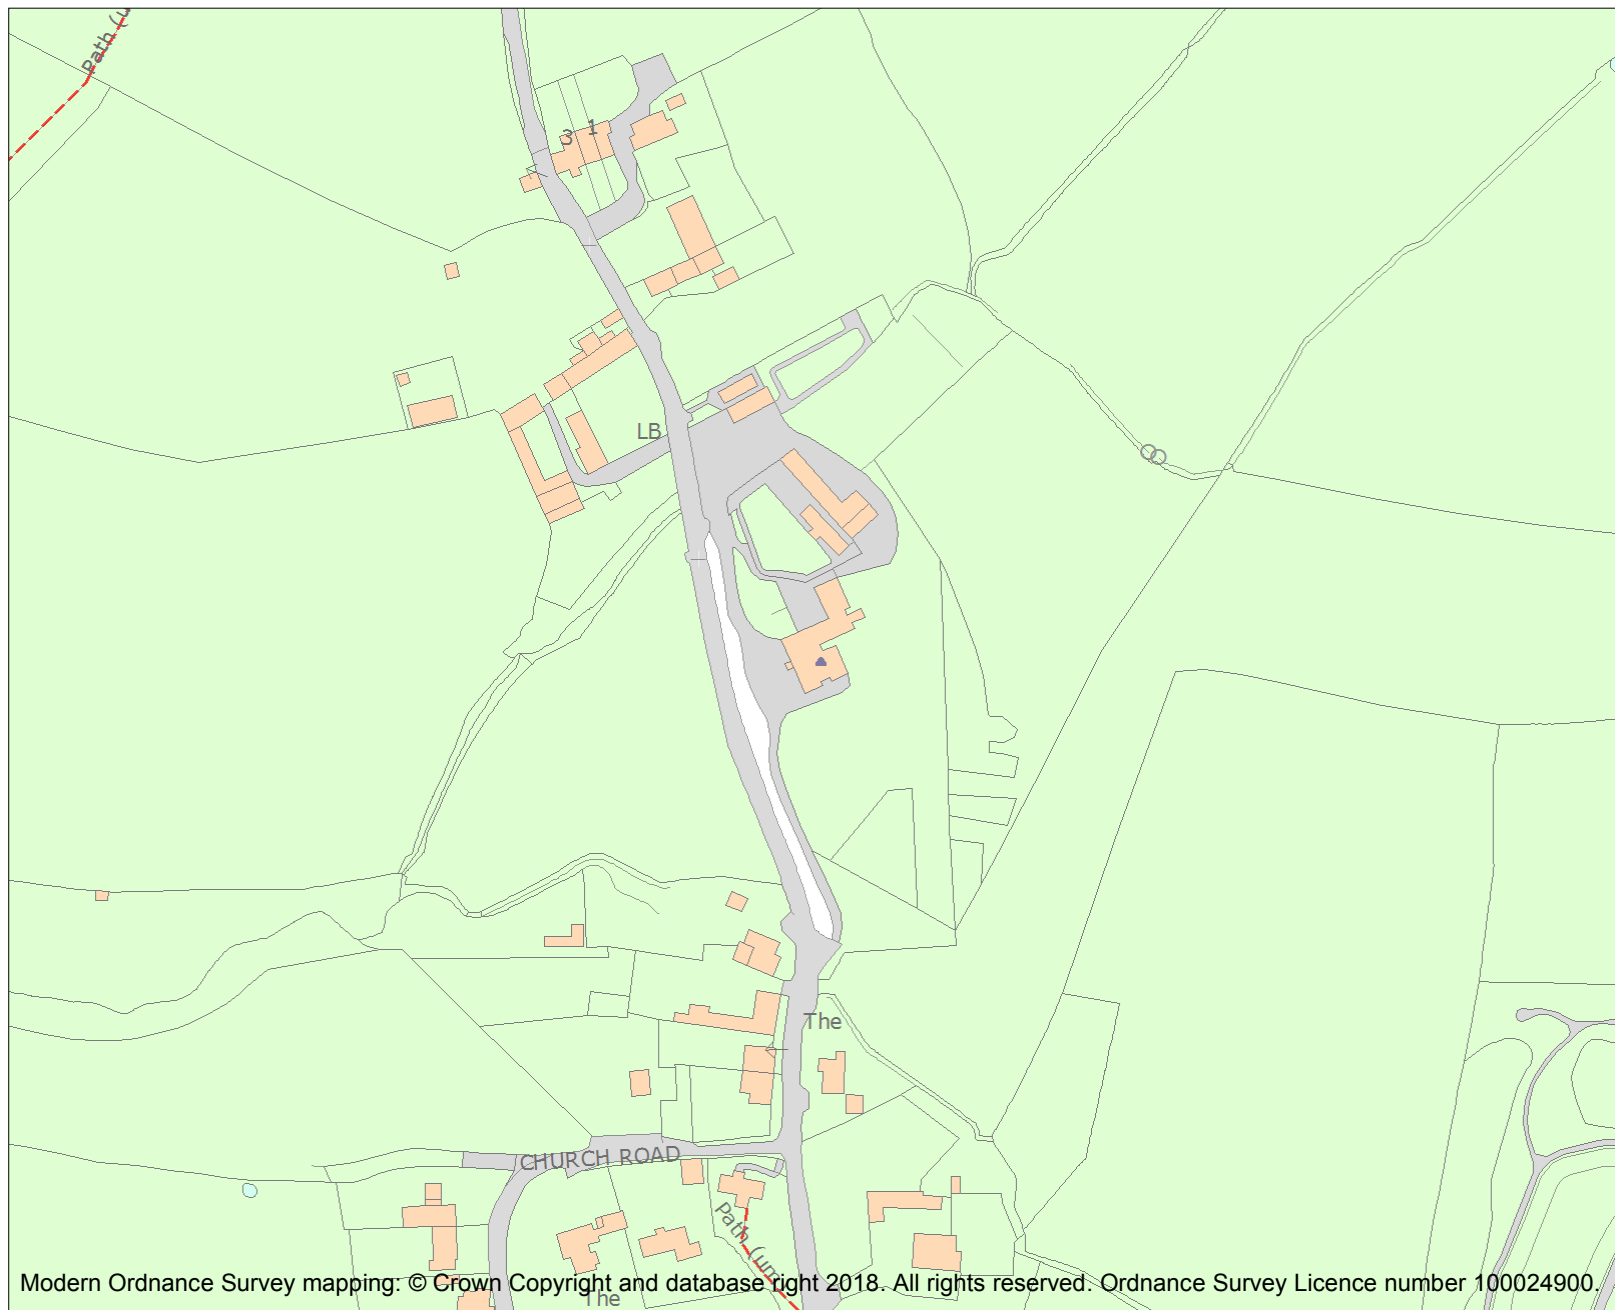 Path (u
3 1
LB
The
CHURCH ROAD
Path (um
The
Modern Ordnance Survey mapping: © Crown Copyright and database right 2018. All rights reserved. Ordnance Survey Licence number 100024900.